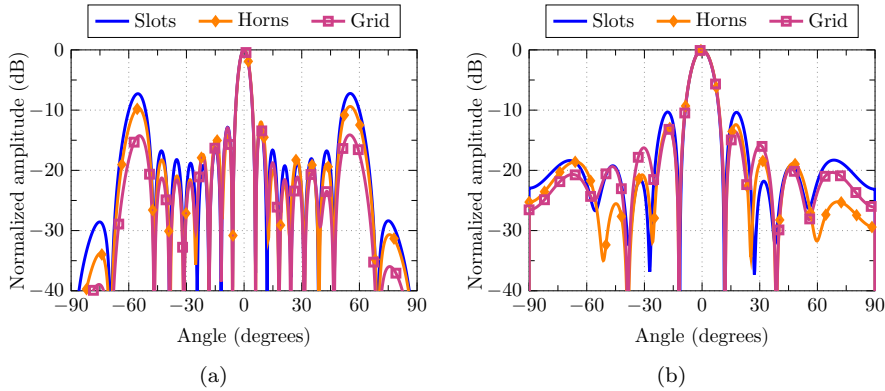 Slots Horns Grid
0
−10
−20
−30
−40
Normalized amplitude (dB)
−90 −60 −30 0 30 60 90
Angle (degrees)
(a)
Slots Horns Grid
0
−10
−20
−30
−40
Normalized amplitude (dB)
−90 −60 −30 0 30 60 90
Angle (degrees)
(b)